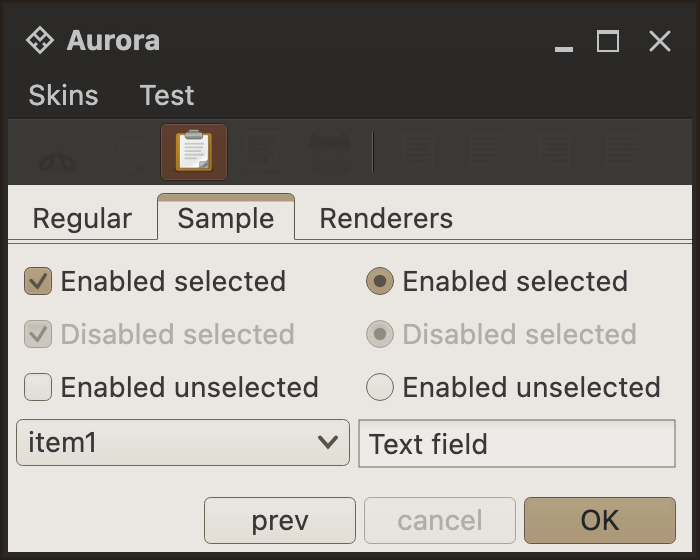 Aurora
Skins Test
Regular Sample Renderers
Enabled selected Enabled selected
Disabled selected Disabled selected
Enabled unselected Enabled unselected
item1 Text field
prev cancel OK